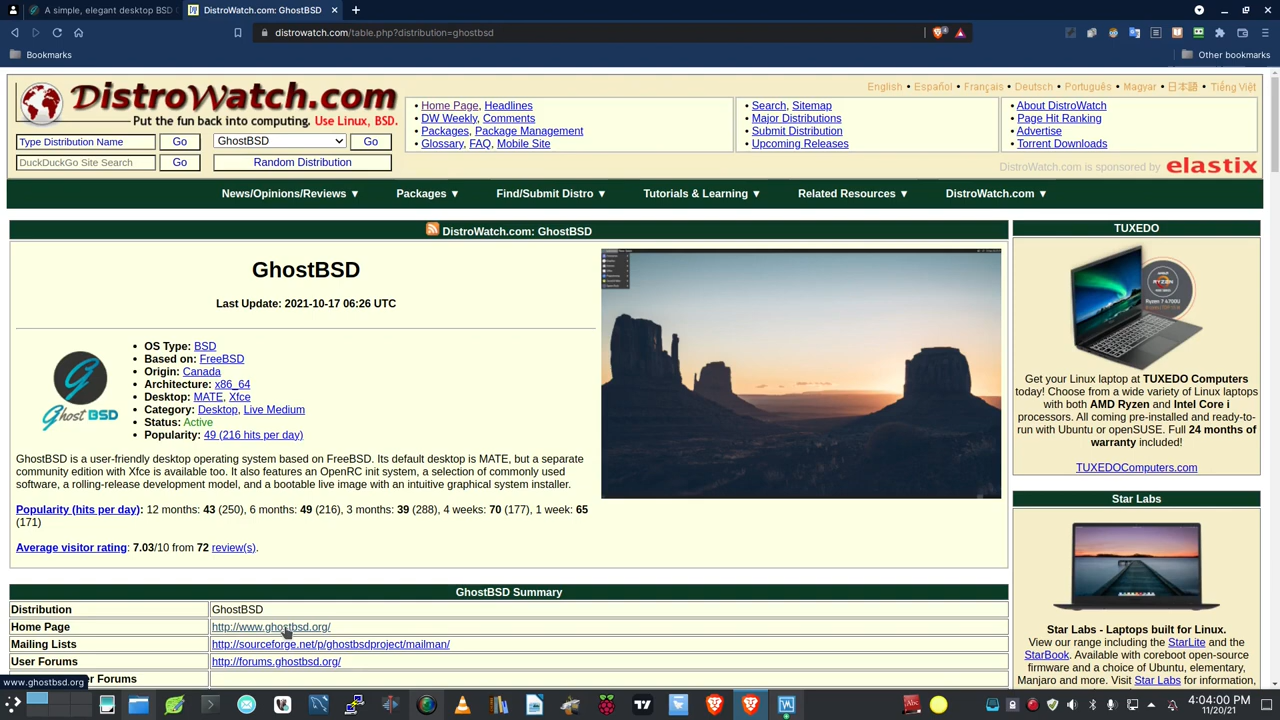 A simple, elegant desktop BSD
DistroWatch.com: GhostBSD
distrowatch.com/table.php?distribution=ghostbsd
Bookmarks
Other bookmarks
DistroWatch.com
Put the fun back into computing. Use Linux, BSD.
English • Español • Français • Deutsch • Português • Magyar • 日本語 • Tiếng Việt
• Home Page, Headlines
• DW Weekly, Comments
• Packages, Package Management
• Glossary, FAQ, Mobile Site
• Search, Sitemap
• Major Distributions
• Submit Distribution
• Upcoming Releases
• About DistroWatch
• Page Hit Ranking
• Advertise
• Torrent Downloads
Type Distribution Name Go GhostBSD Go
DuckDuckGo Site Search Go Random Distribution
DistroWatch.com is sponsored by elastix
News/Opinions/Reviews ▼ Packages ▼ Find/Submit Distro ▼ Tutorials & Learning ▼ Related Resources ▼ DistroWatch.com ▼
DistroWatch.com: GhostBSD
GhostBSD
Last Update: 2021-10-17 06:26 UTC
Ghost BSD
• OS Type: BSD
• Based on: FreeBSD
• Origin: Canada
• Architecture: x86_64
• Desktop: MATE, Xfce
• Category: Desktop, Live Medium
• Status: Active
• Popularity: 49 (216 hits per day)
GhostBSD is a user-friendly desktop operating system based on FreeBSD. Its default desktop is MATE, but a separate
community edition with Xfce is available too. It also features an OpenRC init system, a selection of commonly used
software, a rolling-release development model, and a bootable live image with an intuitive graphical system installer.
Popularity (hits per day): 12 months: 43 (250), 6 months: 49 (216), 3 months: 39 (288), 4 weeks: 70 (177), 1 week: 65
(171)
Average visitor rating: 7.03/10 from 72 review(s).
GhostBSD Summary
Distribution GhostBSD
Home Page http://www.ghostbsd.org/
Mailing Lists http://sourceforge.net/p/ghostbsdproject/mailman/
User Forums http://forums.ghostbsd.org/
r Forums
www.ghostbsd.org
TUXEDO
RYZEN
Ryzen 7 4700U
Get your Linux laptop at TUXEDO Computers
today! Choose from a wide variety of Linux laptops
with both AMD Ryzen and Intel Core i
processors. All coming pre-installed and ready-to-
run with Ubuntu or openSUSE. Full 24 months of
warranty included!
TUXEDOComputers.com
Star Labs
Star Labs - Laptops built for Linux.
View our range including the StarLite and the
StarBook. Available with coreboot open-source
firmware and a choice of Ubuntu, elementary,
Manjaro and more. Visit Star Labs for information,
4:04:00 PM
11/20/21